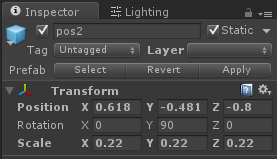 Inspector Lighting
pos2 Static
Tag Untagged Layer
Prefab Select Revert Apply
Transform
Position X 0.618 Y -0.481 Z -0.8
Rotation X 0 Y 90 Z 0
Scale X 0.22 Y 0.22 Z 0.22